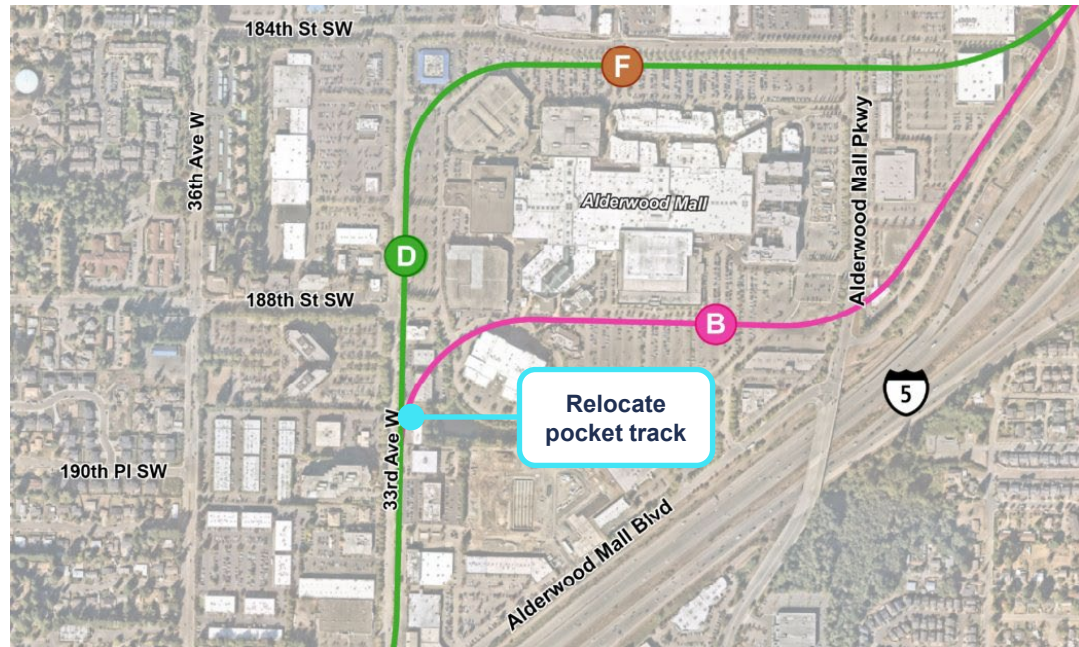 184th St SW
F
36th Ave W
Alderwood Mall Pkwy
Alderwood Mall
D
188th St SW
B
5
Relocate
pocket track
33rd Ave W
190th Pl SW
Alderwood Mall Blvd